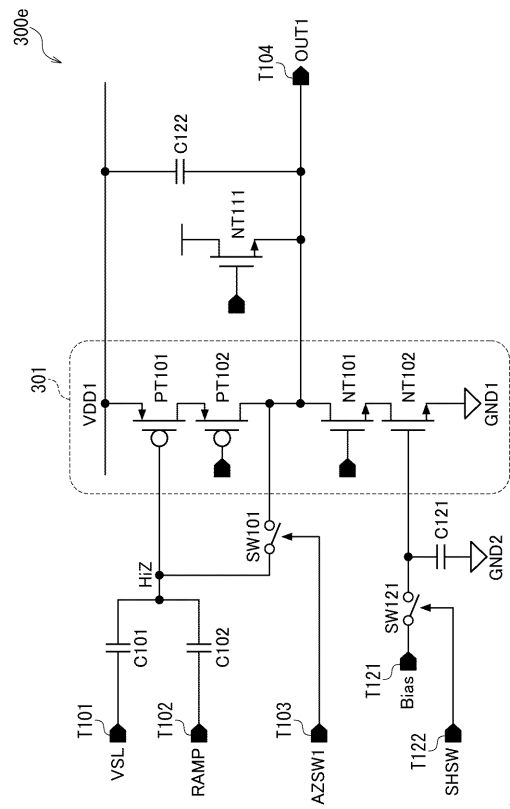 300e
301
VDD1
PT101
PT102
NT101
NT102
GND1
NT111
C122
T104
OUT1
HiZ
C101
C102
SW101
C121
GND2
SW121
T101
VSL
T102
RAMP
T103
AZSW1
T121
Bias
T122
SHSW